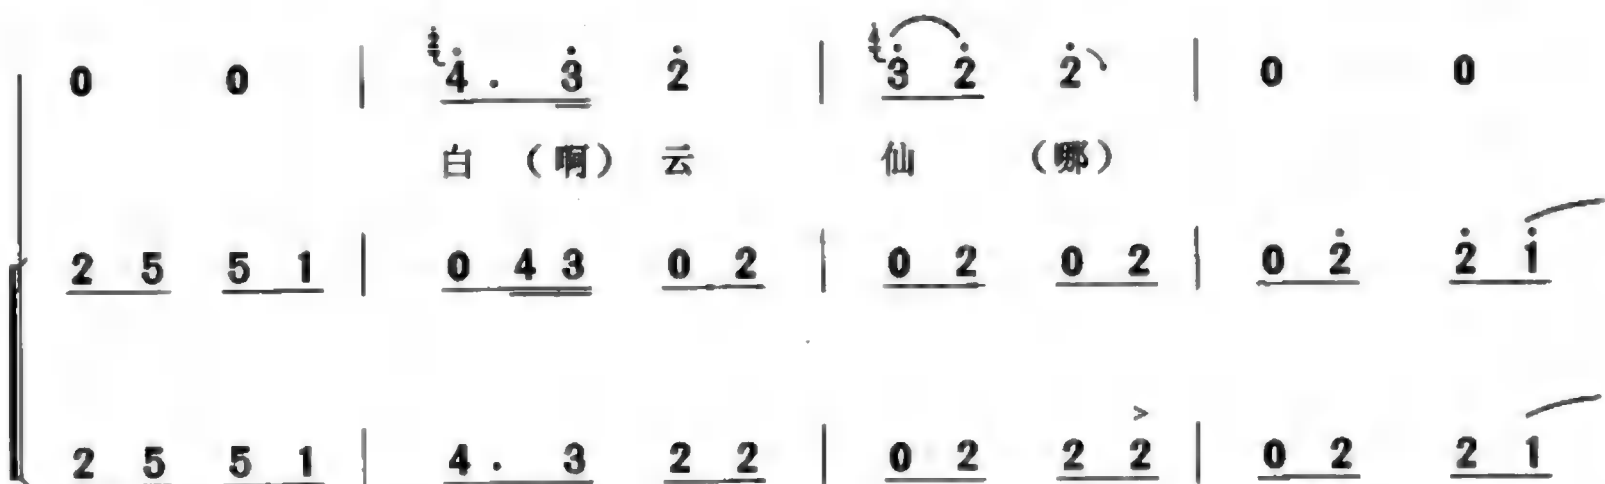 0 0 | 4̇ . 3̇ 2̇ | 3̇ 2̇ 2̇ | 0 0
白 （啊） 云 仙 （哪）
2 5 5 1 | 0 4 3 0 2 | 0 2 0 2 | 0 2̇ 2̇ 1̇
>
2 5 5 1 | 4 . 3 2 2 | 0 2 2 2 | 0 2 2 1